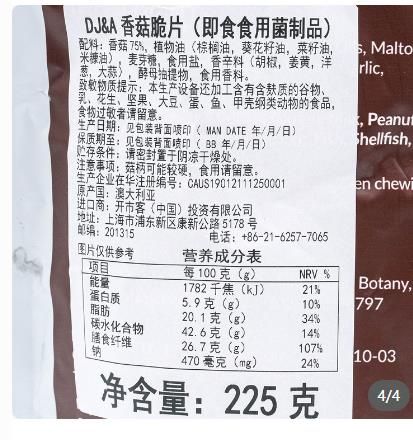 DJ&A 香菇脆片（即食食用菌制品）
配料：香菇75%，植物油（棕榈油，葵花籽油，菜籽油，
米糠油），麦芽糖，食用盐，香辛料（胡椒，姜黄，洋
葱，大蒜），酵母抽提物，食用香料。
致敏物质提示：本生产设备还加工含有含麸质的谷物、
乳、花生、坚果、大豆、蛋、鱼、甲壳纲类动物的食品，
食物过敏者请留意。
生产日期：见包装背面喷印（ MAN DATE 年/月/日）
保质期至：见包装背面喷印（ BB 年/月/日）
贮存条件：请密封置于阴凉干燥处。
注意事项：菇柄可能较硬，食用请留意。
生产企业在华注册编号：CAUS19012111250001
原产国：澳大利亚
进口商：开市客（中国）投资有限公司
地址：上海市浦东新区康新公路 5178 号
邮编：201315 电话：+86-21-6257-7065
图片仅供参考 营养成分表
项目 每 100 克（g） NRV %
能量 1782 千焦（kJ） 21%
蛋白质 5.9 克（g） 10%
脂肪 20.1 克（g） 34%
碳水化合物 42.6 克（g） 14%
膳食纤维 26.7 克（g） 107%
钠 470 毫克（mg） 24%
净含量：225 克
s, Malto
rlic,
, Peanut
Shellfish,
en chewi
Botany,
797
10-03
4/4